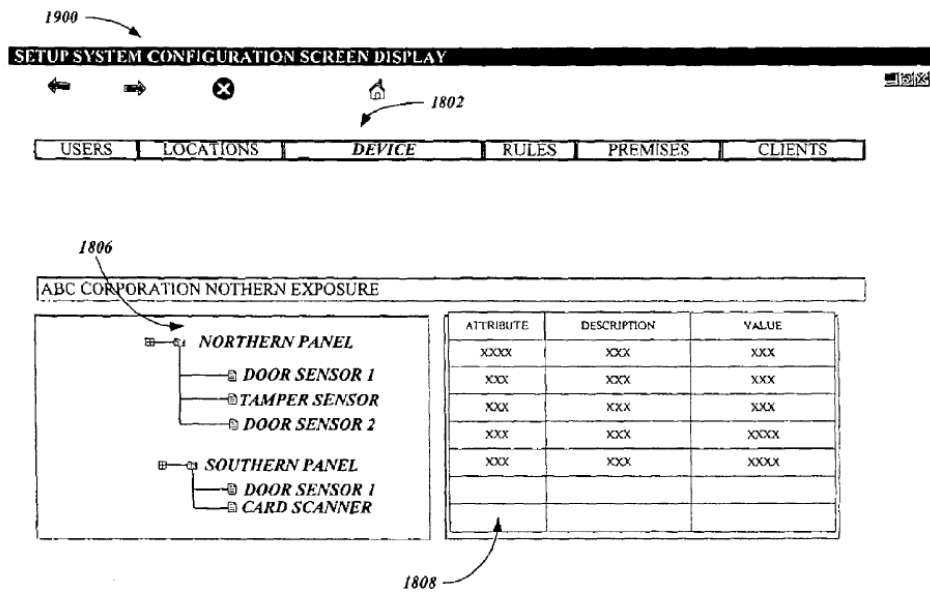 1900
SETUP SYSTEM CONFIGURATION SCREEN DISPLAY
1802
USERS LOCATIONS DEVICE RULES PREMISES CLIENTS
1806
ABC CORPORATION NOTHERN EXPOSURE
NORTHERN PANEL
DOOR SENSOR 1
TAMPER SENSOR
DOOR SENSOR 2
SOUTHERN PANEL
DOOR SENSOR 1
CARD SCANNER
ATTRIBUTE DESCRIPTION VALUE
XXXX XXX XXX
XXX XXX XXX
XXX XXX XXX
XXX XXX XXXX
XXX XXX XXXX
1808